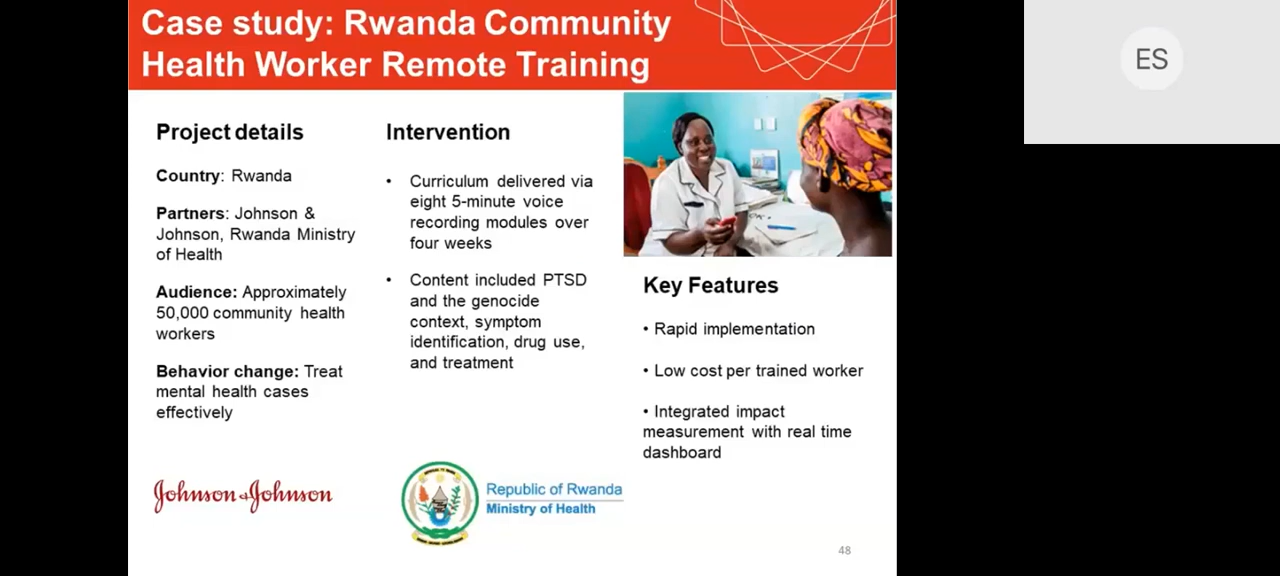 Case study: Rwanda Community
Health Worker Remote Training
ES
Project details
Country: Rwanda
Partners: Johnson &
Johnson, Rwanda Ministry
of Health
Audience: Approximately
50,000 community health
workers
Behavior change: Treat
mental health cases
effectively
Intervention
• Curriculum delivered via
eight 5-minute voice
recording modules over
four weeks
• Content included PTSD
and the genocide
context, symptom
identification, drug use,
and treatment
Key Features
• Rapid implementation
• Low cost per trained worker
• Integrated impact
measurement with real time
dashboard
Johnson & Johnson
Republic of Rwanda
Ministry of Health
48